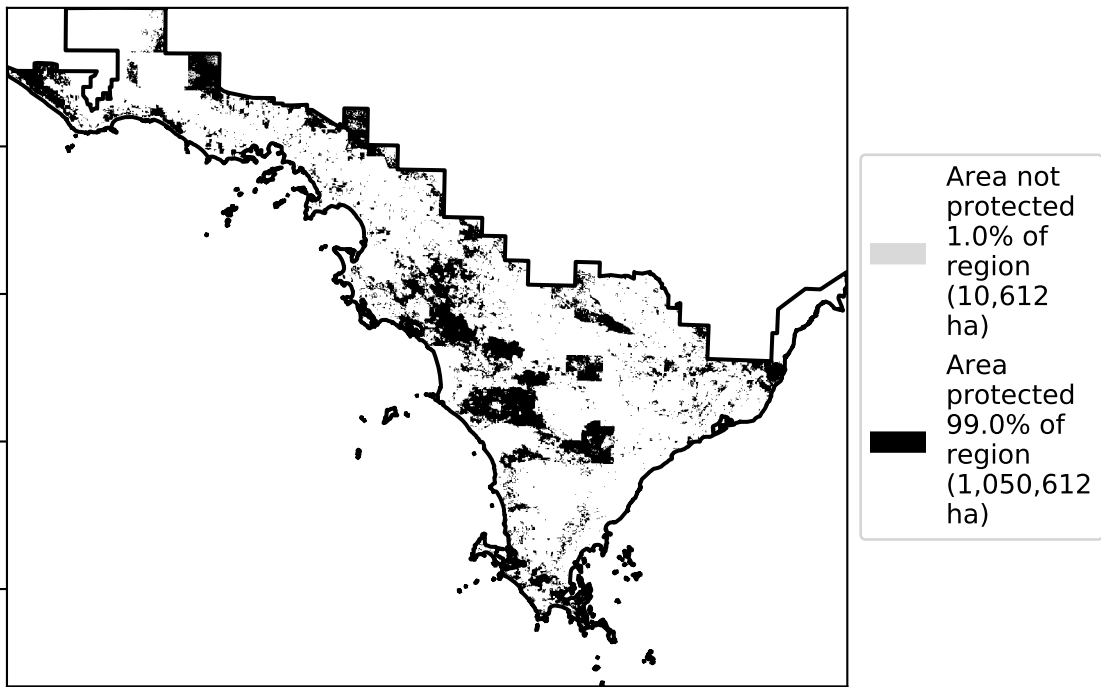 Area not
protected
1.0% of
region
(10,612
ha)
Area
protected
99.0% of
region
(1,050,612
ha)